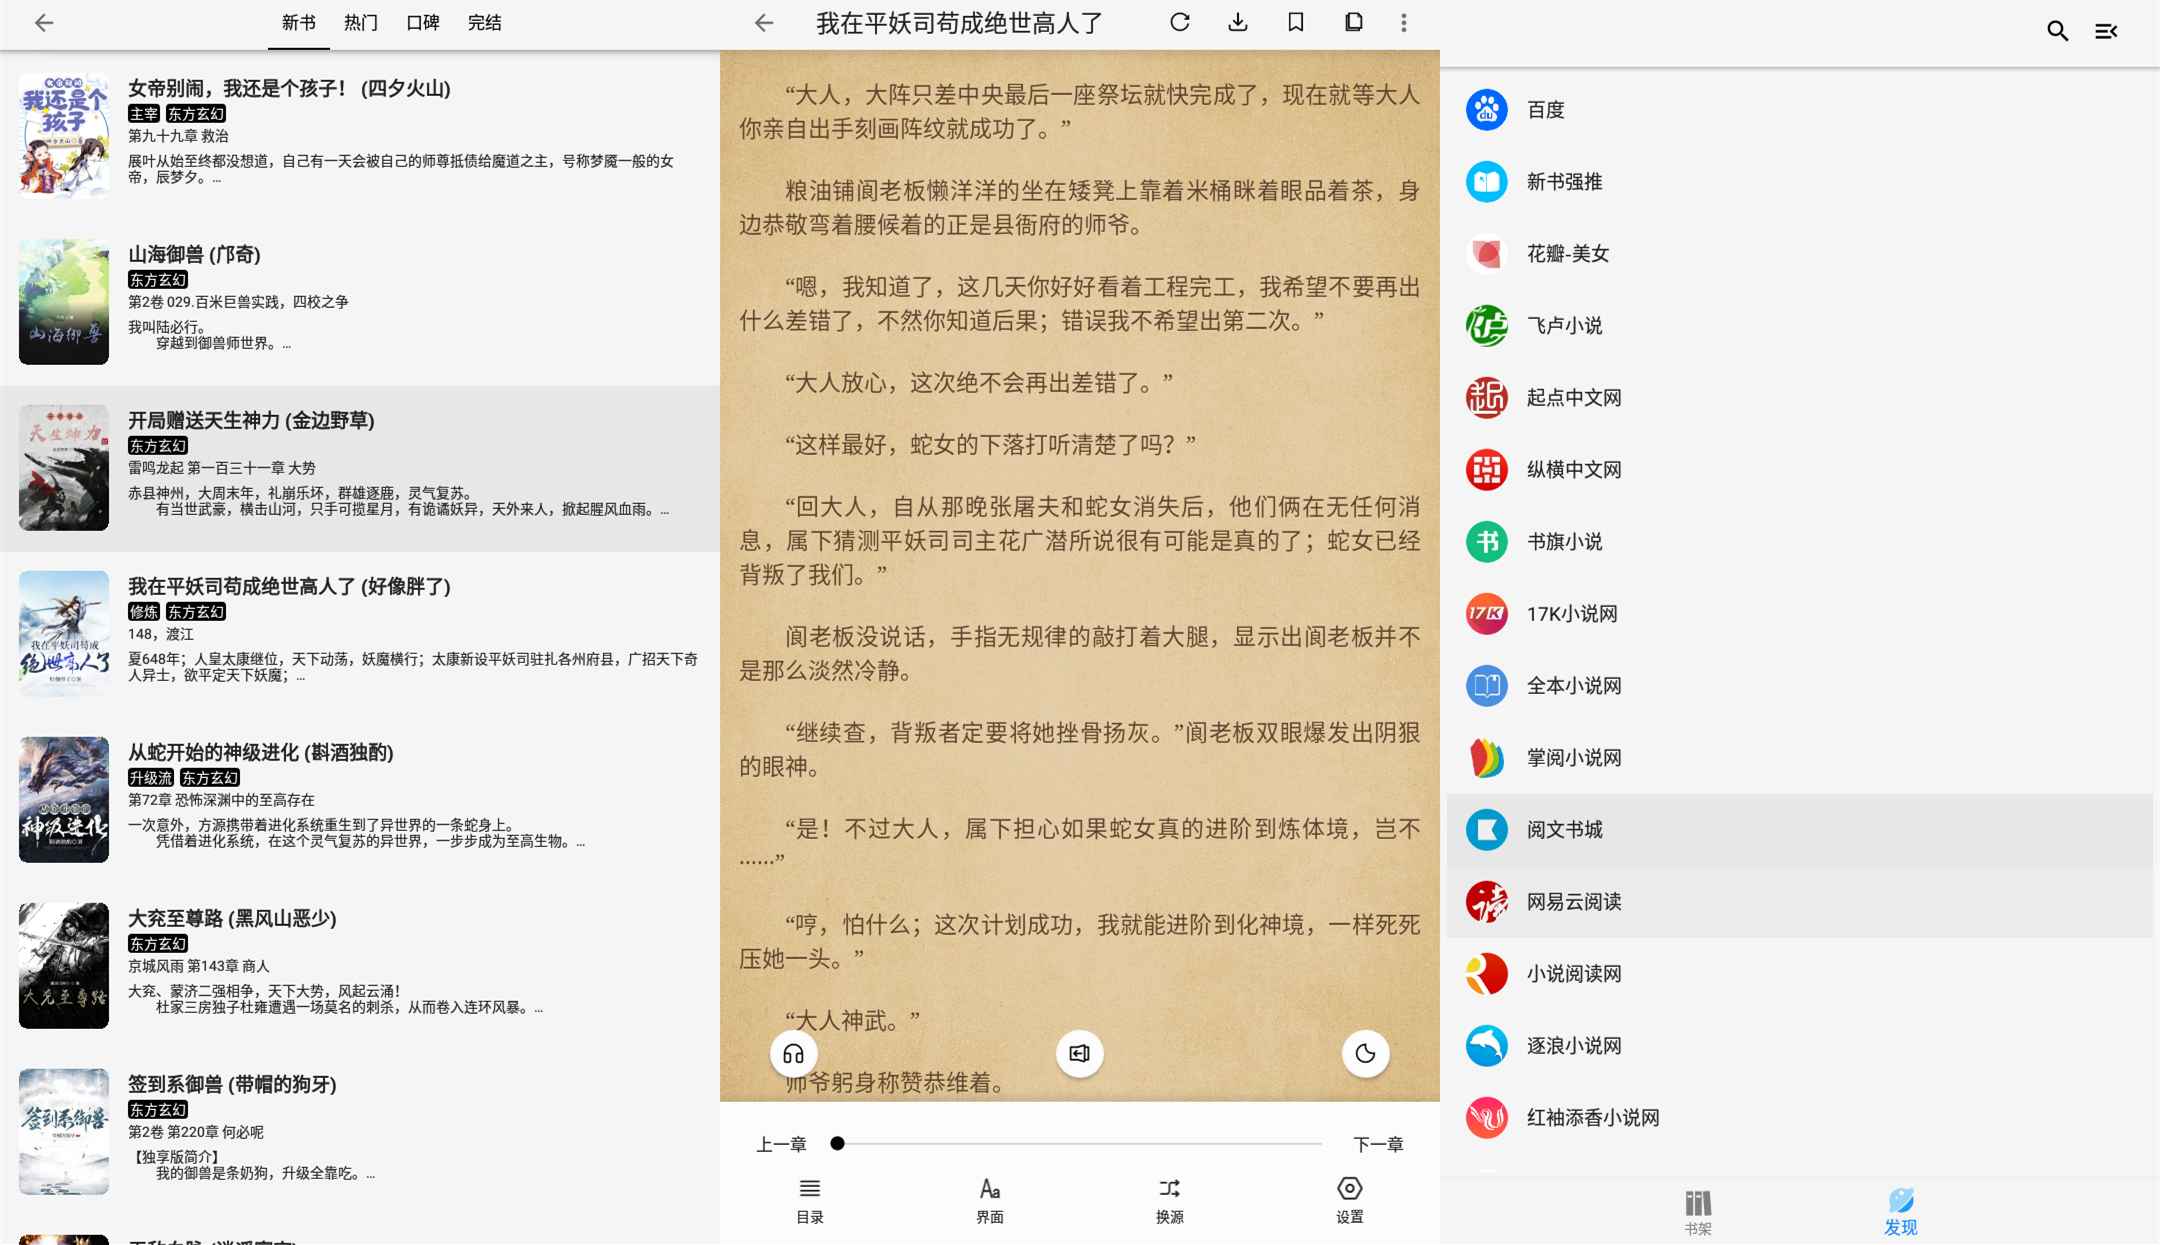 新书 热门 口碑 完结
女帝别闹，我还是个孩子！ (四夕火山)
主宰 东方玄幻
第九十九章 救治
展叶从始至终都没想道，自己有一天会被自己的师尊抵债给魔道之主，号称梦魇一般的女
帝，辰梦夕。...
我还是个
孩子
山海御兽 (邝奇)
东方玄幻
第2卷 029.百米巨兽实践，四校之争
我叫陆必行。
穿越到御兽师世界。...
山海御兽
开局赠送天生神力 (金边野草)
东方玄幻
雷鸣龙起 第一百三十一章 大势
赤县神州，大周末年，礼崩乐坏，群雄逐鹿，灵气复苏。
有当世武豪，横击山河，只手可揽星月，有诡谲妖异，天外来人，掀起腥风血雨。...
天生神力
我在平妖司苟成绝世高人了 (好像胖了)
修炼 东方玄幻
148，渡江
夏648年；人皇太康继位，天下动荡，妖魔横行；太康新设平妖司驻扎各州府县，广招天下奇
人异士，欲平定天下妖魔；...
我在平妖司苟成
绝世高人了
从蛇开始的神级进化 (斟酒独酌)
升级流 东方玄幻
第72章 恐怖深渊中的至高存在
一次意外，方源携带着进化系统重生到了异世界的一条蛇身上。
凭借着进化系统，在这个灵气复苏的异世界，一步步成为至高生物。...
神级进化
大兖至尊路 (黑风山恶少)
东方玄幻
京城风雨 第143章 商人
大兖、蒙济二强相争，天下大势，风起云涌！
杜家三房独子杜雍遭遇一场莫名的刺杀，从而卷入连环风暴。...
大兖至尊路
签到系御兽 (带帽的狗牙)
东方玄幻
第2卷 第220章 何必呢
【独享版简介】
我的御兽是条奶狗，升级全靠吃。...
签到系御兽
我在平妖司苟成绝世高人了
“大人，大阵只差中央最后一座祭坛就快完成了，现在就等大人
你亲自出手刻画阵纹就成功了。”
粮油铺阆老板懒洋洋的坐在矮凳上靠着米桶眯着眼品着茶，身
边恭敬弯着腰候着的正是县衙府的师爷。
“嗯，我知道了，这几天你好好看着工程完工，我希望不要再出
什么差错了，不然你知道后果；错误我不希望出第二次。”
“大人放心，这次绝不会再出差错了。”
“这样最好，蛇女的下落打听清楚了吗？”
“回大人，自从那晚张屠夫和蛇女消失后，他们俩在无任何消
息，属下猜测平妖司司主花广潜所说很有可能是真的了；蛇女已经
背叛了我们。”
阆老板没说话，手指无规律的敲打着大腿，显示出阆老板并不
是那么淡然冷静。
“继续查，背叛者定要将她挫骨扬灰。”阆老板双眼爆发出阴狠
的眼神。
“是！不过大人，属下担心如果蛇女真的进阶到炼体境，岂不
……”
“哼，怕什么；这次计划成功，我就能进阶到化神境，一样死死
压她一头。”
“大人神武。”
师爷躬身称赞恭维着。
上一章 下一章
目录 界面 换源 设置
百度
新书强推
花瓣-美女
飞卢小说
起点中文网
纵横中文网
书旗小说
17K小说网
全本小说网
掌阅小说网
阅文书城
网易云阅读
小说阅读网
逐浪小说网
红袖添香小说网
书架 发现